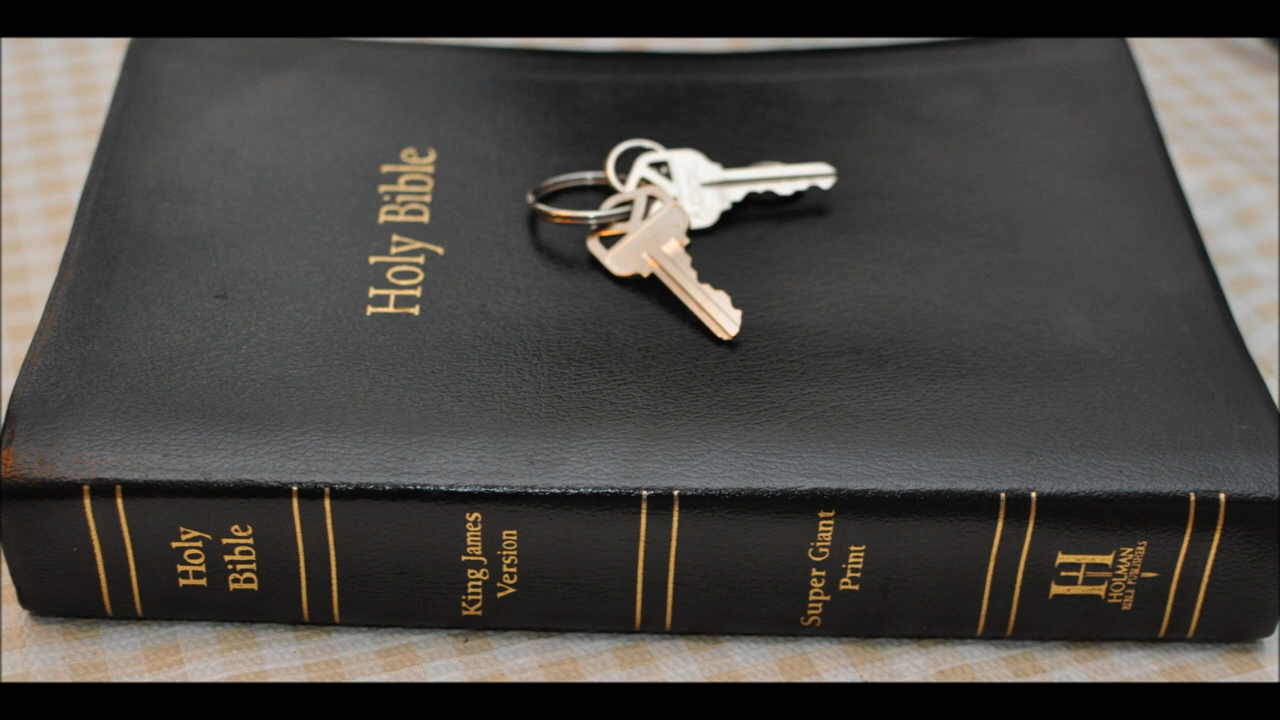 Holy Bible
Holy
Bible
King James
Version
Super Giant
Print
HOLMAN
BIBLE PUBLISHERS